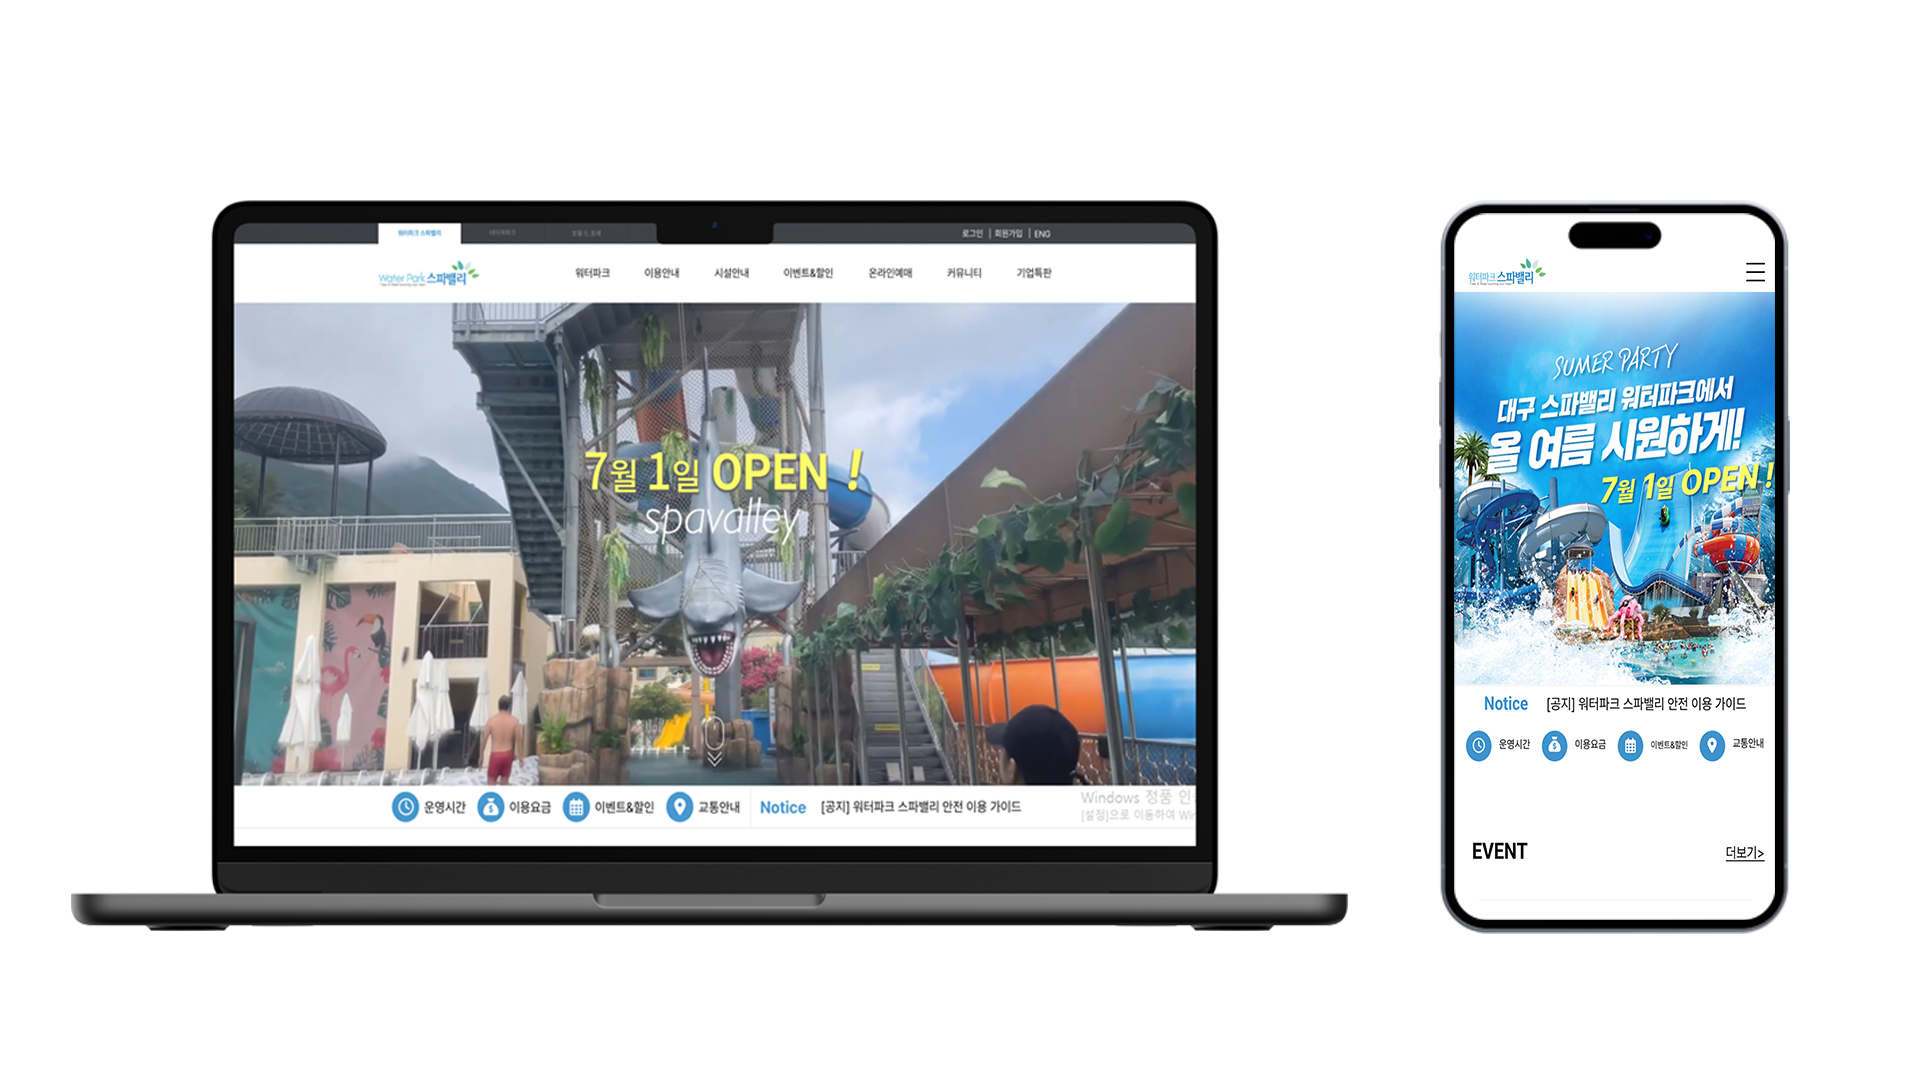 워터파크 스파밸리
네이처파크
로그인 | 회원가입 | ENG
Water Park 스파밸리
워터파크 이용안내 시설안내 이벤트&할인 온라인예매 커뮤니티 기업특판
7월 1일 OPEN !
spavalley
운영시간 이용요금 이벤트&할인 교통안내 Notice [공지] 워터파크 스파밸리 안전 이용 가이드
Windows 정품 인
[설정]으로 이동하여 Win
워터파크 스파밸리
SUMER PARTY
대구 스파밸리 워터파크에서
올 여름 시원하게!
7월 1일 OPEN !
Notice [공지] 워터파크 스파밸리 안전 이용 가이드
운영시간 이용요금 이벤트&할인 교통안내
EVENT 더보기>